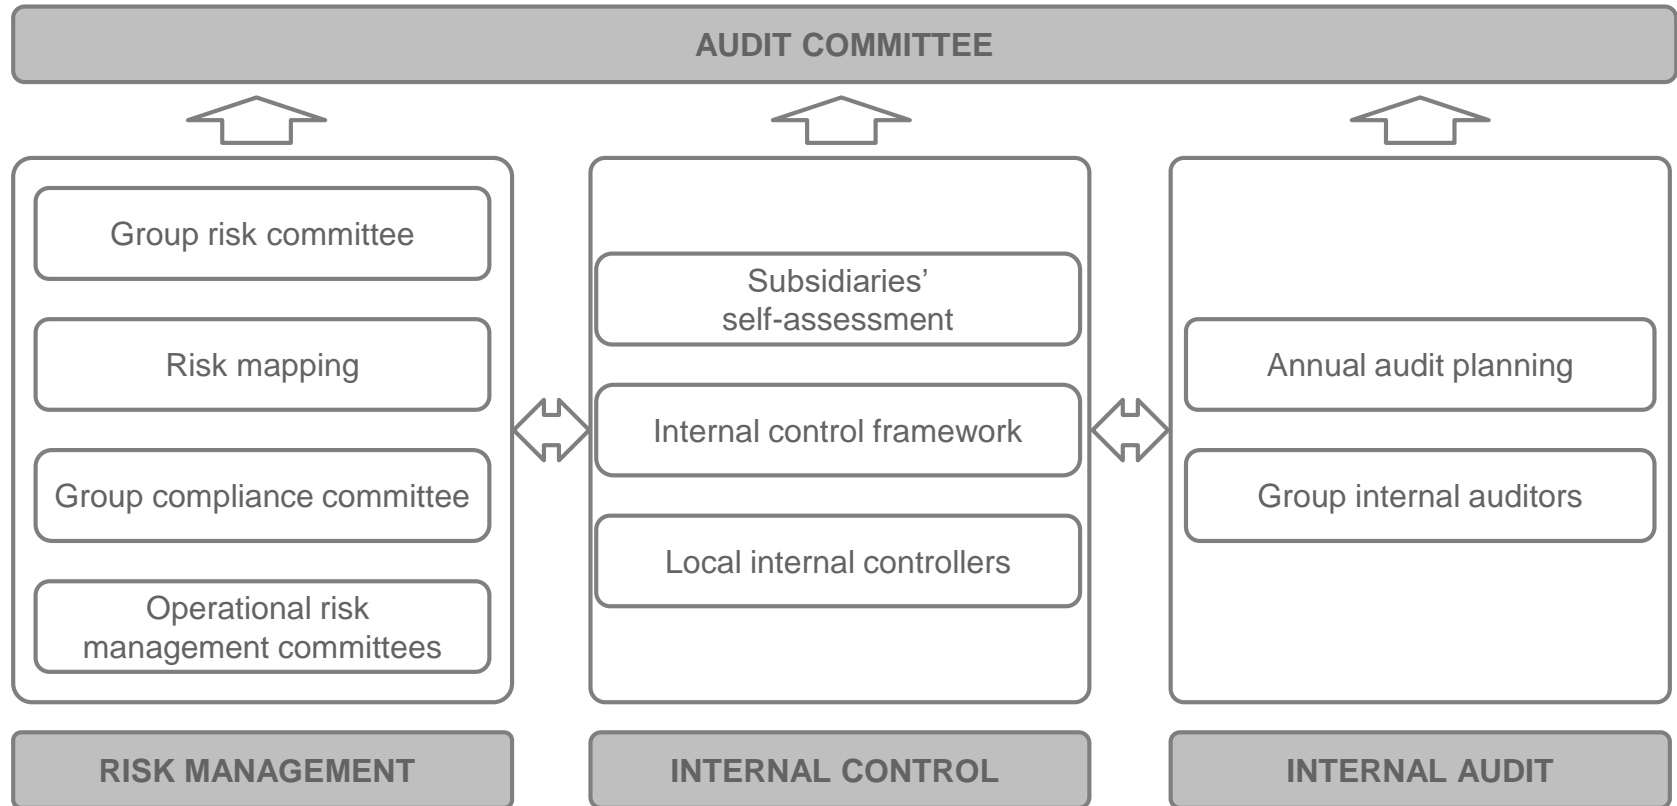 AUDIT COMMITTEE
Group risk committee
Risk mapping
Group compliance committee
Operational risk
management committees
Subsidiaries’
self-assessment
Internal control framework
Local internal controllers
Annual audit planning
Group internal auditors
RISK MANAGEMENT
INTERNAL CONTROL
INTERNAL AUDIT